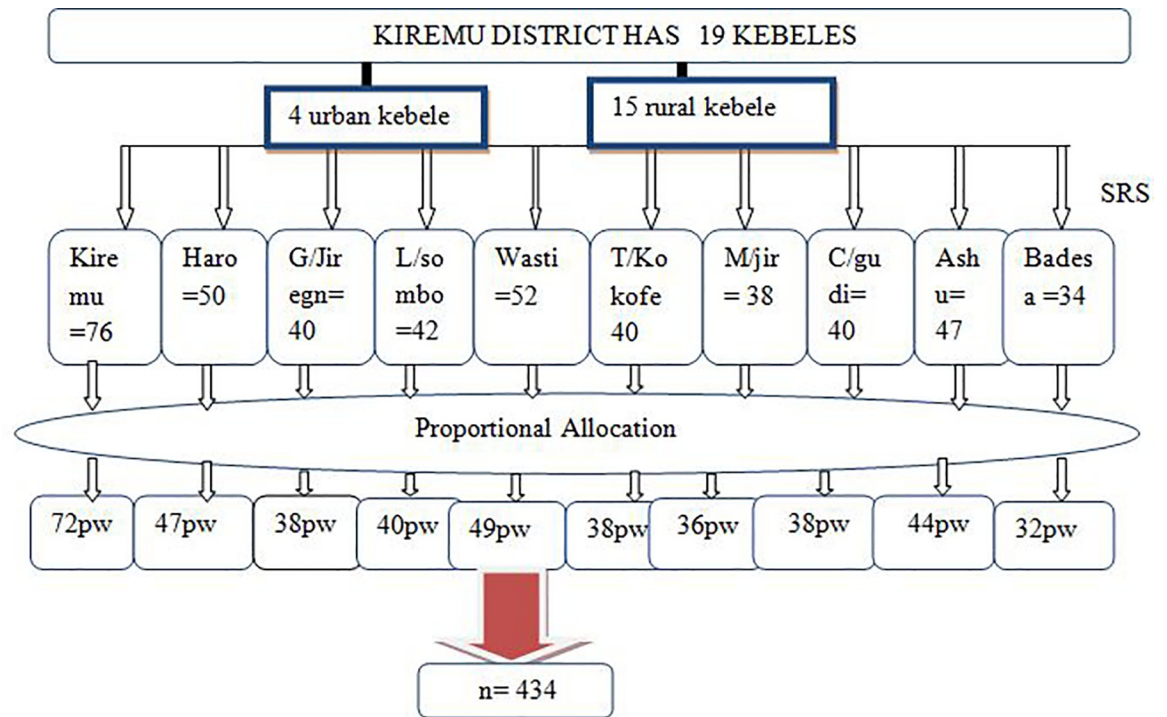 KIREMU DISTRICT HAS 19 KEBELES
4 urban kebele
15 rural kebele
SRS
Kire
mu
=76
Haro
=50
G/Jir
egn=
40
L/so
mbo
=42
Wasti
=52
T/Ko
kofe
40
M/jir
= 38
C/gu
di=
40
Ash
u=
47
Bades
a =34
Proportional Allocation
72pw
47pw
38pw
40pw
49pw
38pw
36pw
38pw
44pw
32pw
n= 434